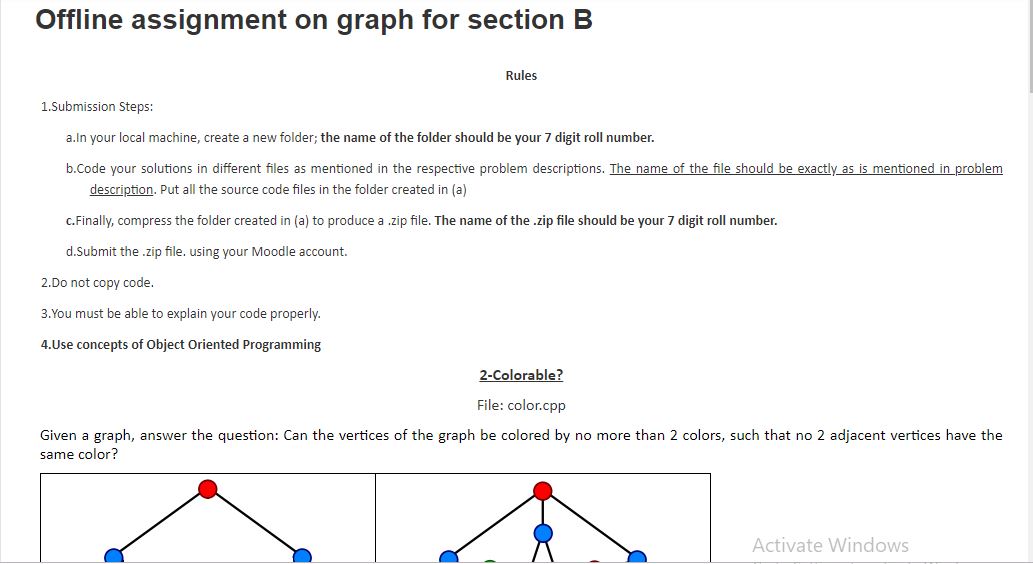 Offline assignment on graph for section B
Rules
1.Submission Steps:
a.In your local machine, create a new folder; the name of the folder should be your 7 digit roll number.
b.Code your solutions in different files as mentioned in the respective problem descriptions. The name of the file should be exactly as is mentioned in problem
description. Put all the source code files in the folder created in (a)
c.Finally, compress the folder created in (a) to produce a .zip file. The name of the .zip file should be your 7 digit roll number.
d.Submit the .zip file. using your Moodle account.
2.Do not copy code.
3.You must be able to explain your code properly.
4.Use concepts of Object Oriented Programming
2-Colorable?
File: color.cpp
Given a graph, answer the question: Can the vertices of the graph be colored by no more than 2 colors, such that no 2 adjacent vertices have the
same color?
Activate Windows